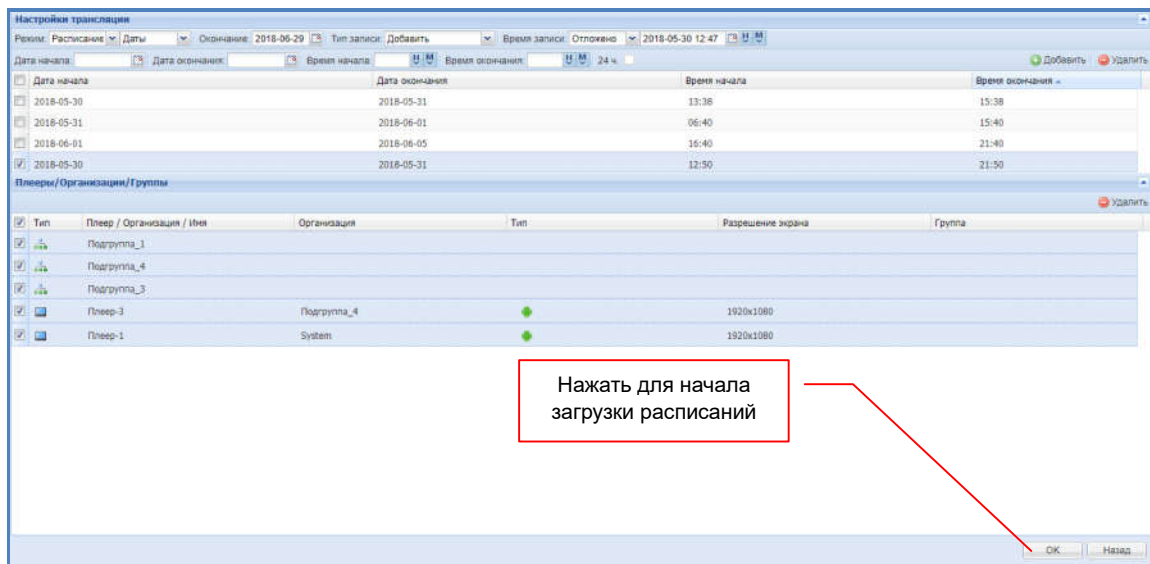 Настройки трансляции
Режим: Расписание Даты Окончание: 2018-06-29 Тип записи: Добавить Время записи: Отложено 2018-05-30 12:47 Ч М
Дата начала: Дата окончания: Время начала: Ч М Время окончания: Ч М 24 ч. Добавить Удалить
Дата начала Дата окончания Время начала Время окончания
2018-05-30 2018-05-31 13:38 15:38
2018-05-31 2018-06-01 06:40 15:40
2018-06-01 2018-06-05 16:40 21:40
2018-05-30 2018-05-31 12:50 21:50
Плееры/Организации/Группы
Удалить
Тип Плеер / Организация / Имя Организация Тип Разрешение экрана Группа
Подгруппа_1
Подгруппа_4
Подгруппа_3
Плеер-3 Подгруппа_4 1920x1080
Плеер-1 System 1920x1080
Нажать для начала
загрузки расписаний
OK Назад